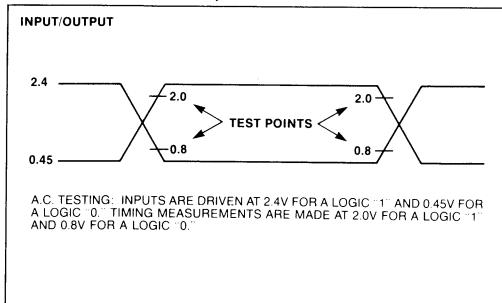 INPUT/OUTPUT
2.4
2.0
2.0
TEST POINTS
0.8
0.8
0.45
A.C. TESTING: INPUTS ARE DRIVEN AT 2.4V FOR A LOGIC "1" AND 0.45V FOR
A LOGIC "0." TIMING MEASUREMENTS ARE MADE AT 2.0V FOR A LOGIC "1"
AND 0.8V FOR A LOGIC "0."